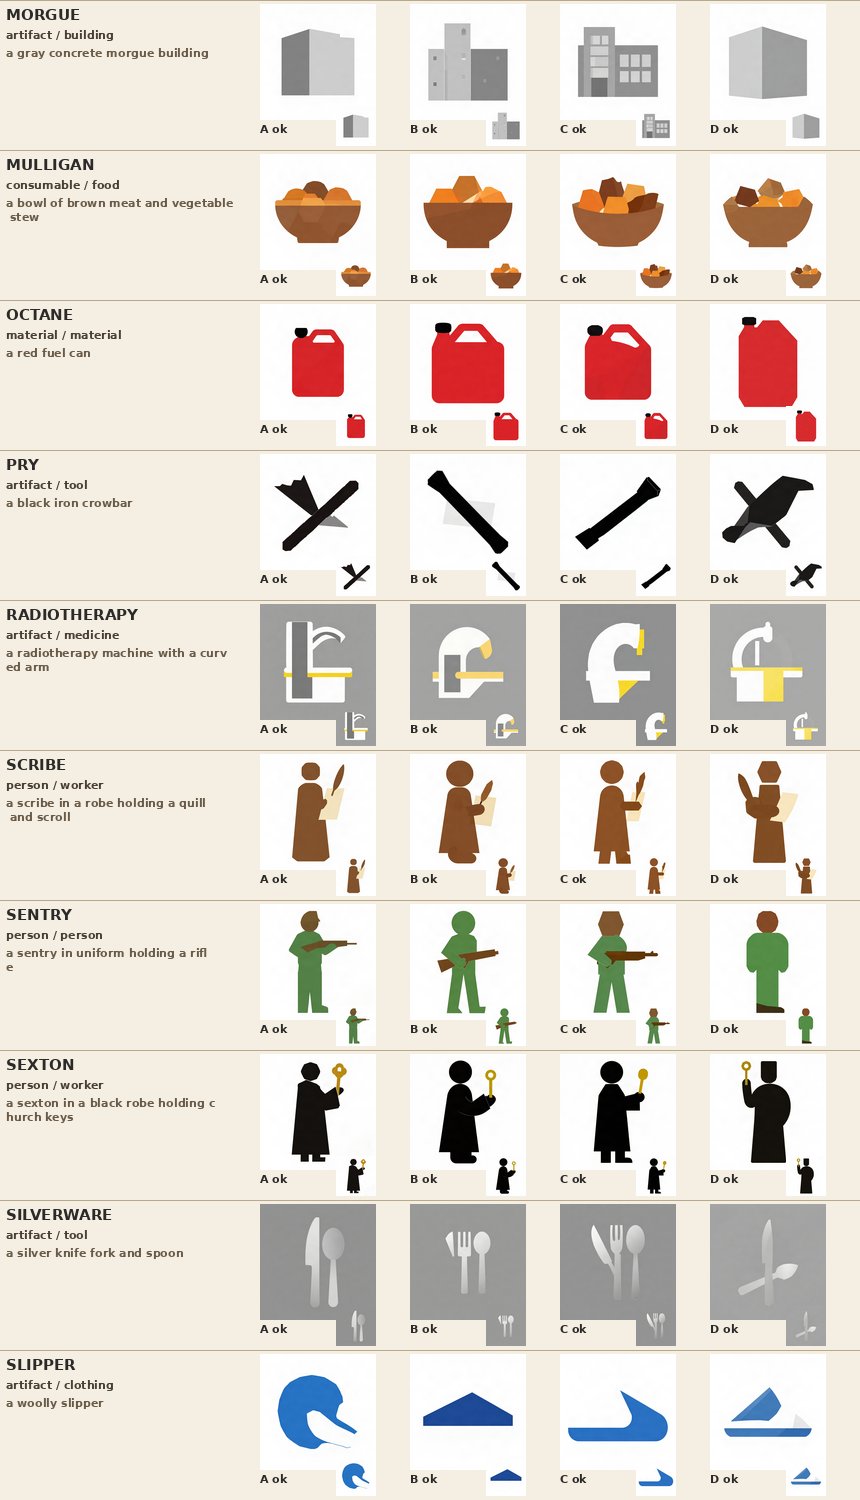 MORGUE
artifact / building
a gray concrete morgue building
A ok
B ok
C ok
D ok
MULLIGAN
consumable / food
a bowl of brown meat and vegetable
stew
A ok
B ok
C ok
D ok
OCTANE
material / material
a red fuel can
A ok
B ok
C ok
D ok
PRY
artifact / tool
a black iron crowbar
A ok
B ok
C ok
D ok
RADIOTHERAPY
artifact / medicine
a radiotherapy machine with a curv
ed arm
A ok
B ok
C ok
D ok
SCRIBE
person / worker
a scribe in a robe holding a quill
and scroll
A ok
B ok
C ok
D ok
SENTRY
person / person
a sentry in uniform holding a rifl
e
A ok
B ok
C ok
D ok
SEXTON
person / worker
a sexton in a black robe holding c
hurch keys
A ok
B ok
C ok
D ok
SILVERWARE
artifact / tool
a silver knife fork and spoon
A ok
B ok
C ok
D ok
SLIPPER
artifact / clothing
a woolly slipper
A ok
B ok
C ok
D ok